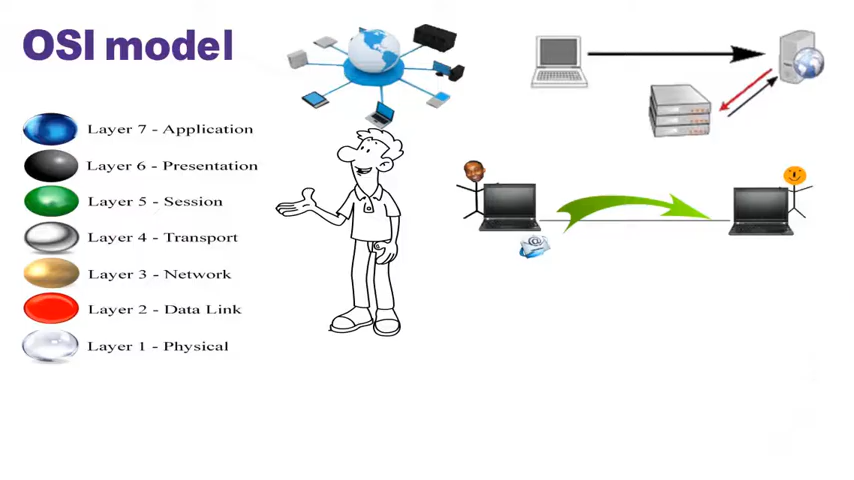 OSI model
Layer 7 - Application
Layer 6 - Presentation
Layer 5 - Session
Layer 4 - Transport
Layer 3 - Network
Layer 2 - Data Link
Layer 1 - Physical
@